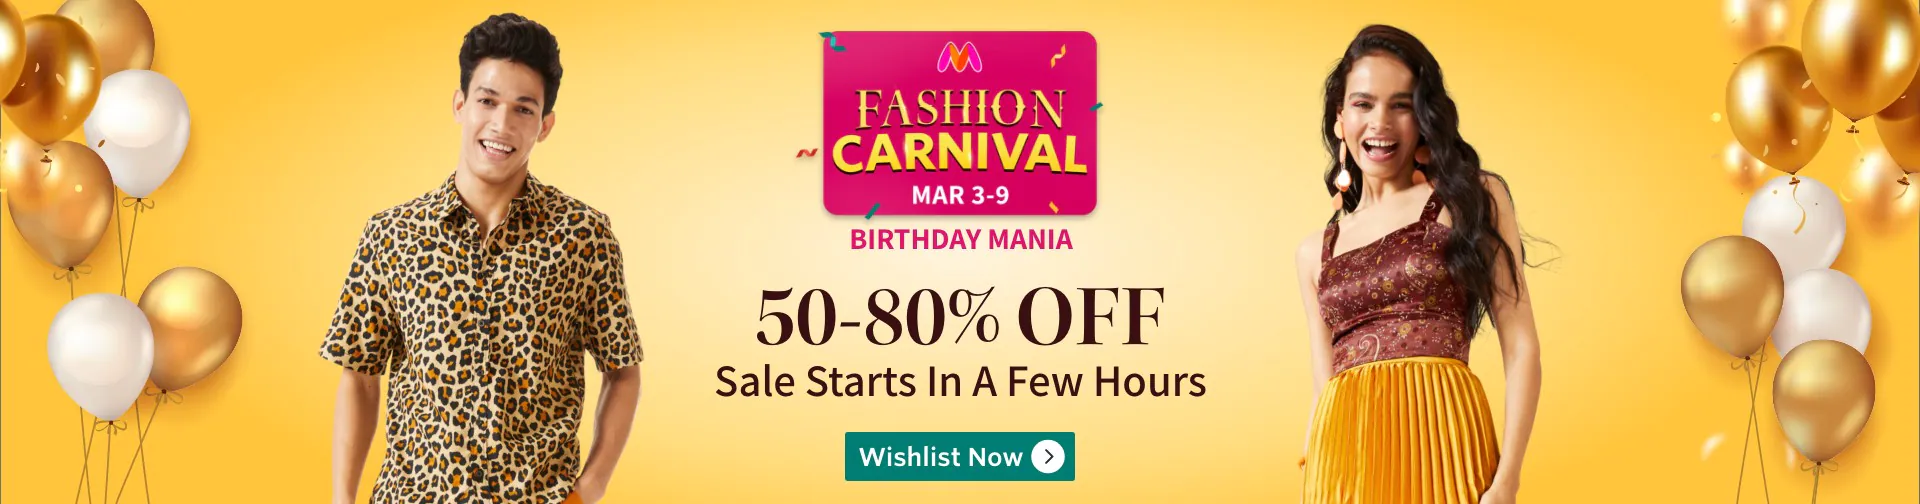 FASHION
CARNIVAL
MAR 3-9
BIRTHDAY MANIA
50-80% OFF
Sale Starts In A Few Hours
Wishlist Now